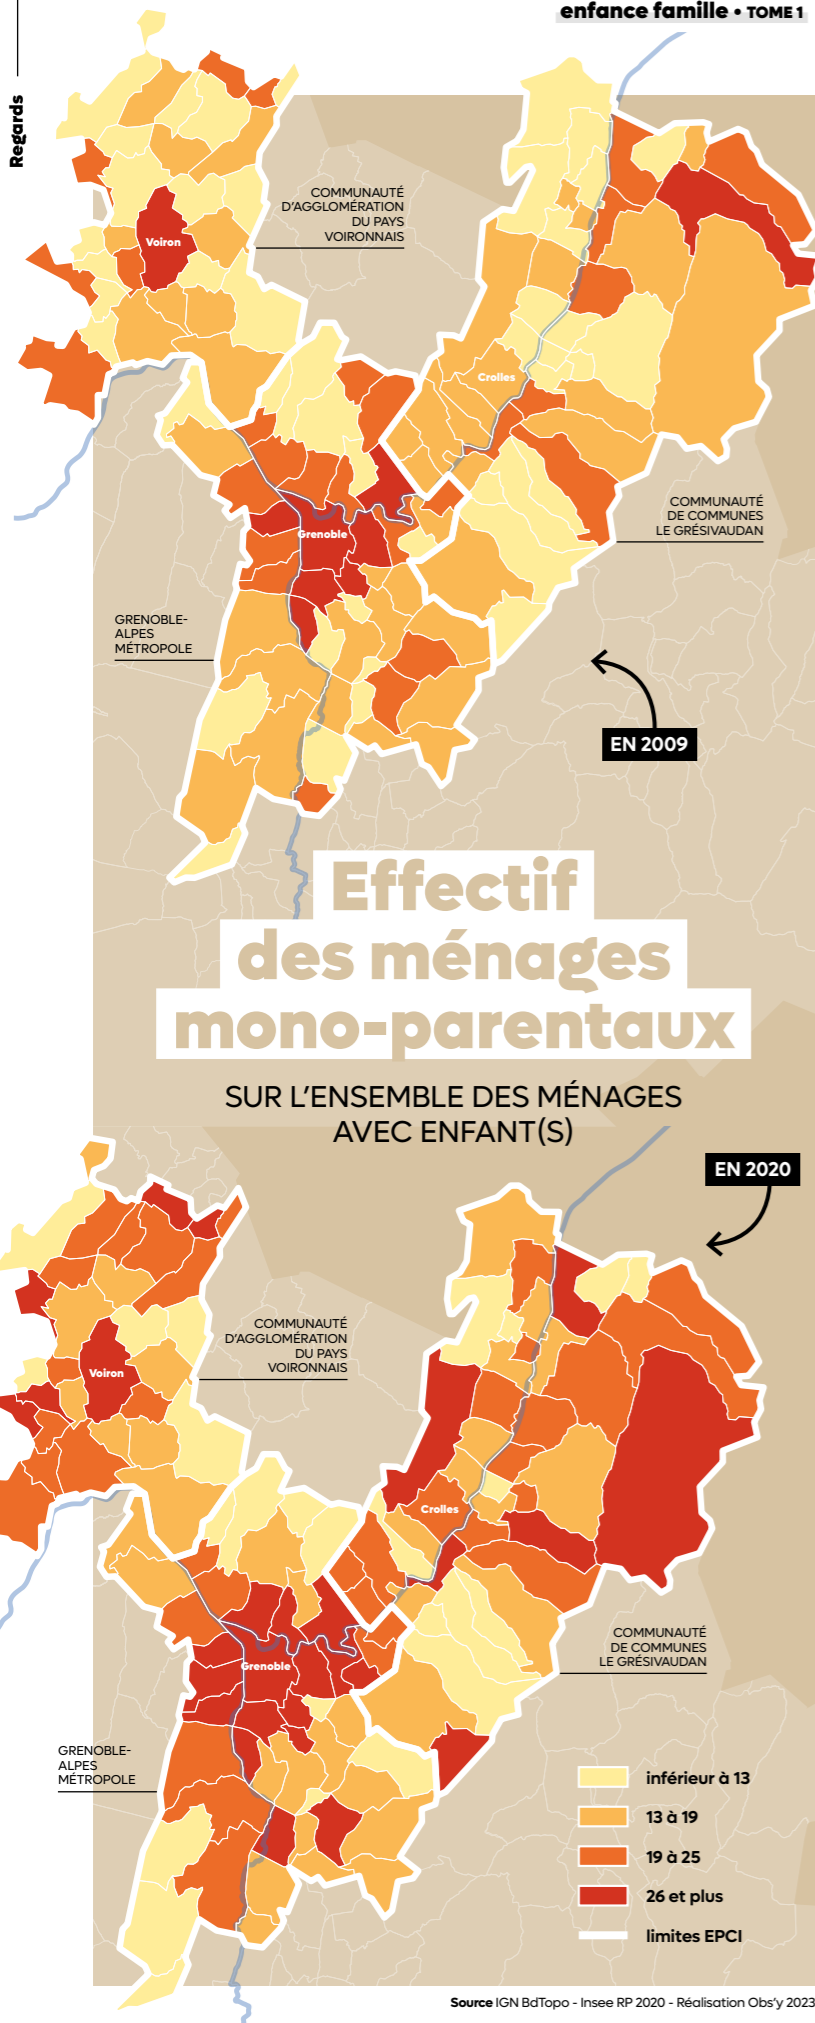 enfance famille • TOME 1
Regards
COMMUNAUTÉ
D'AGGLOMÉRATION
DU PAYS
VOIRONNAIS
Voiron
Crolles
COMMUNAUTÉ
DE COMMUNES
LE GRÉSIVAUDAN
Grenoble
GRENOBLE-
ALPES
MÉTROPOLE
EN 2009
Effectif
des ménages
mono-parentaux
SUR L'ENSEMBLE DES MÉNAGES
AVEC ENFANT(S)
EN 2020
COMMUNAUTÉ
D'AGGLOMÉRATION
DU PAYS
VOIRONNAIS
Voiron
Crolles
COMMUNAUTÉ
DE COMMUNES
LE GRÉSIVAUDAN
Grenoble
GRENOBLE-
ALPES
MÉTROPOLE
inférieur à 13
13 à 19
19 à 25
26 et plus
limites EPCI
Source IGN BdTopo - Insee RP 2020 - Réalisation Obs'y 2023